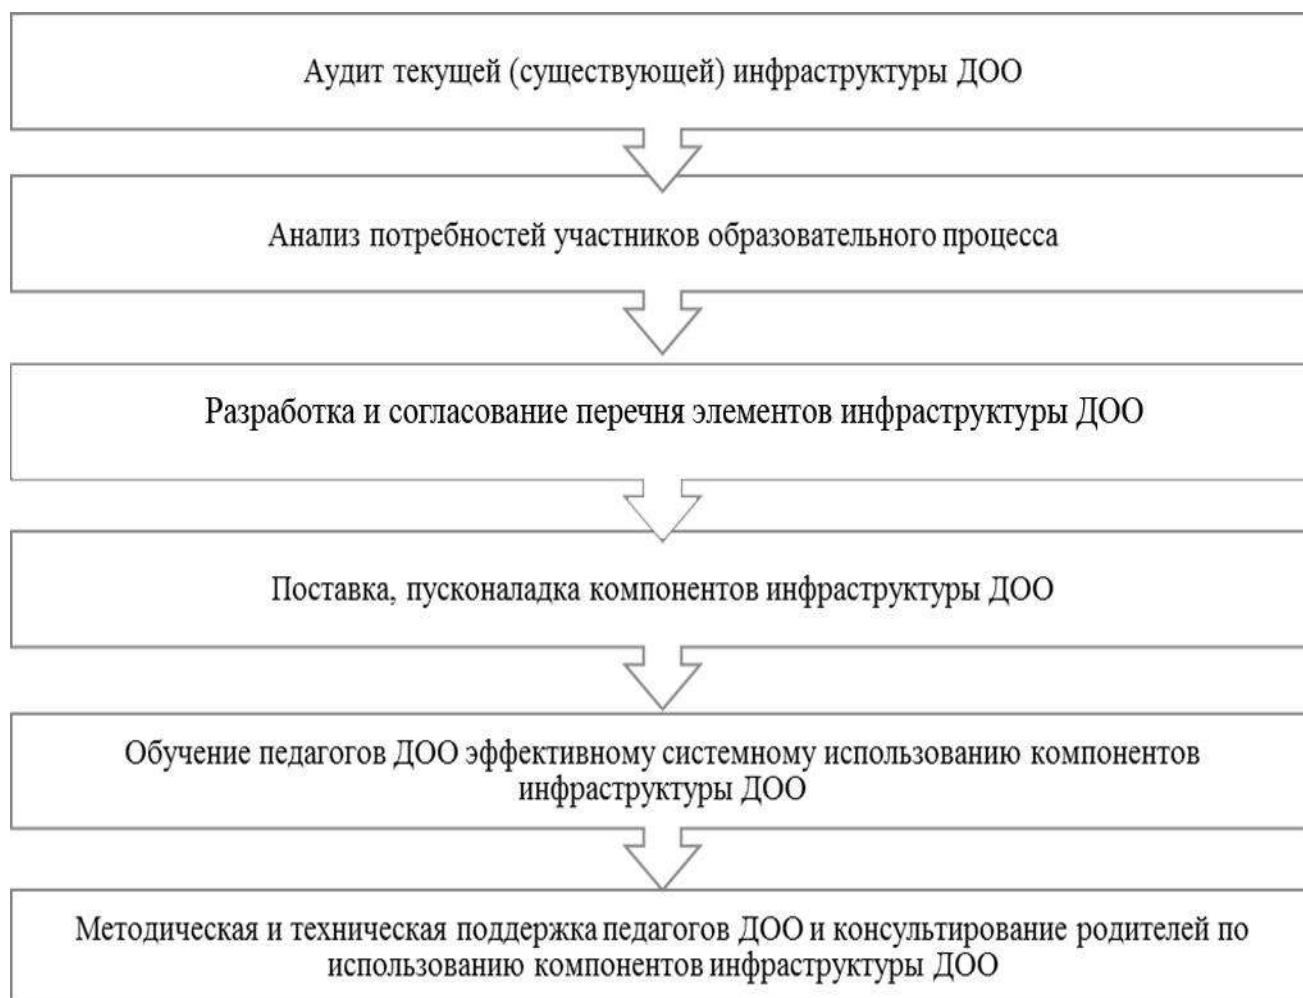 Аудит текущей (существующей) инфраструктуры ДОО
Анализ потребностей участников образовательного процесса
Разработка и согласование перечня элементов инфраструктуры ДОО
Поставка, пусконаладка компонентов инфраструктуры ДОО
Обучение педагогов ДОО эффективному системному использованию компонентов
инфраструктуры ДОО
Методическая и техническая поддержка педагогов ДОО и консультирование родителей по
использованию компонентов инфраструктуры ДОО